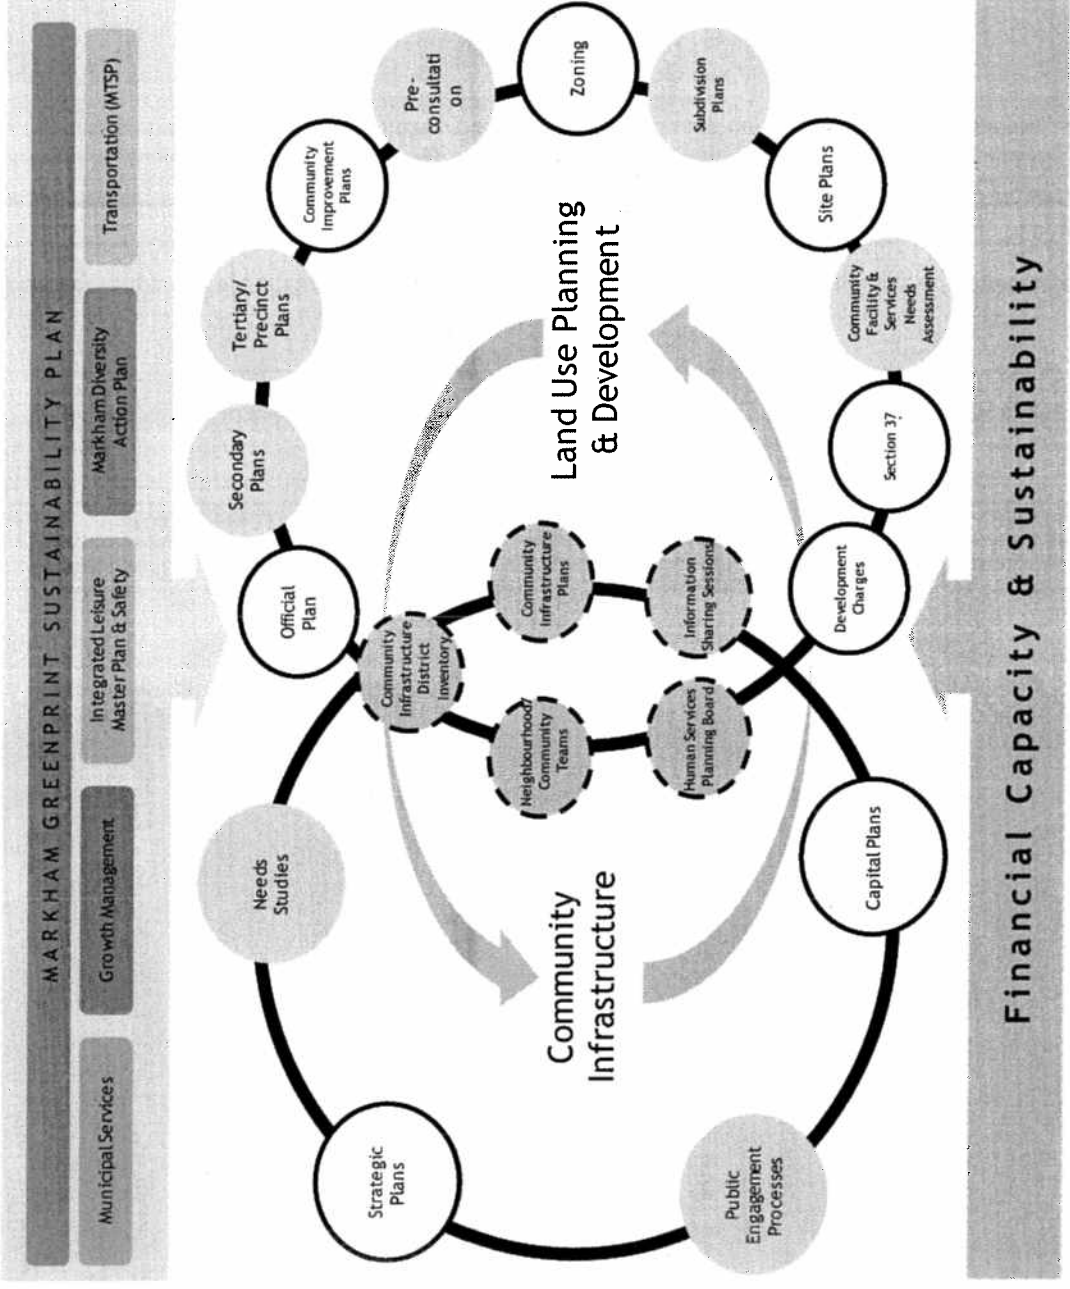 MARKHAM GREENPRINT SUSTAINABILITY PLAN
Municipal Services
Growth Management
Integrated Leisure
Master Plan & Safety
Markham Diversity
Action Plan
Transportation (MTSP)
Strategic
Plans
Needs
Studies
Official
Plan
Secondary
Plans
Tertiary/
Precinct
Plans
Community
Improvement
Plans
Pre-
consultati
on
Zoning
Subdivision
Plans
Site Plans
Community
Facility &
Services
Needs
Assessment
Section 37
Development
Charges
Capital Plans
Public
Engagement
Processes
Community
Infrastructure
Community
Infrastructure
District
Inventory
Neighbourhood/
Community
Teams
Community
Infrastructure
Plans
Human Services
Planning Board
Information
Sharing Sessions
Land Use Planning
& Development
Financial Capacity & Sustainability